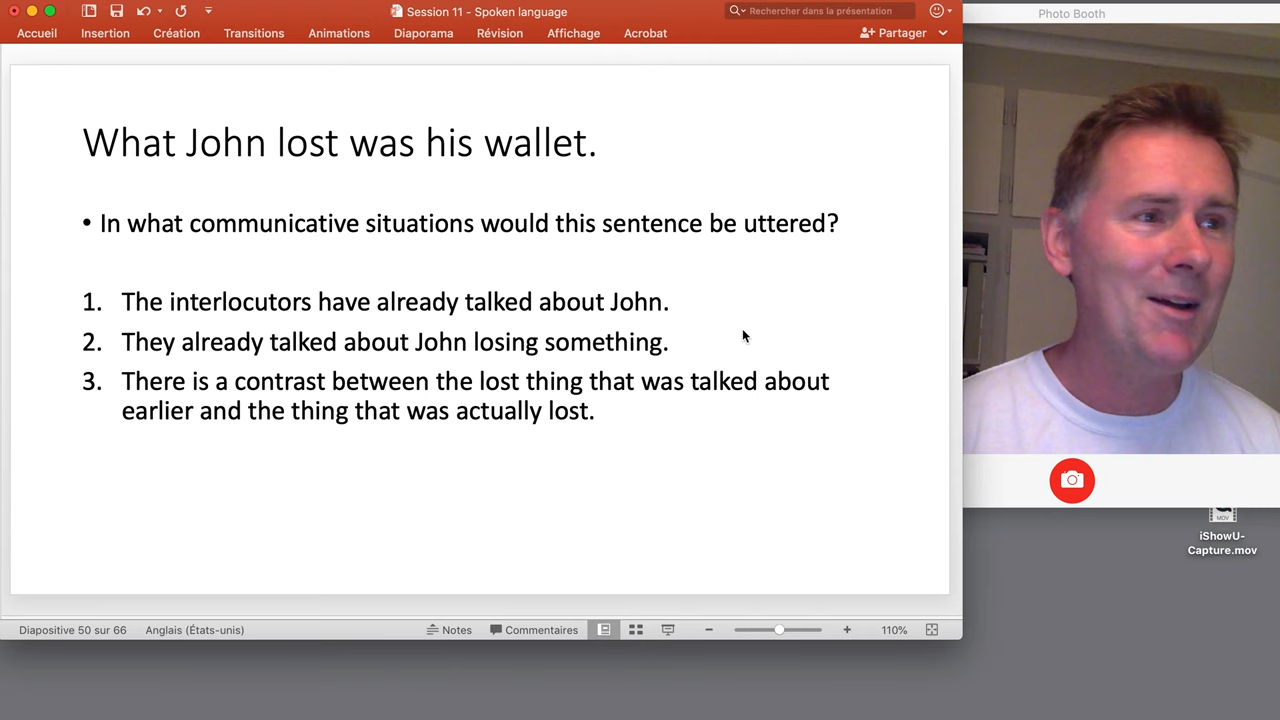 Session 11 - Spoken language
Rechercher dans la présentation
Photo Booth
Accueil Insertion Création Transitions Animations Diaporama Révision Affichage Acrobat Partager
What John lost was his wallet.
• In what communicative situations would this sentence be uttered?
1. The interlocutors have already talked about John.
2. They already talked about John losing something.
3. There is a contrast between the lost thing that was talked about
earlier and the thing that was actually lost.
MOV
iShowU-
Capture.mov
Diapositive 50 sur 66 Anglais (États-unis) Notes Commentaires 110%